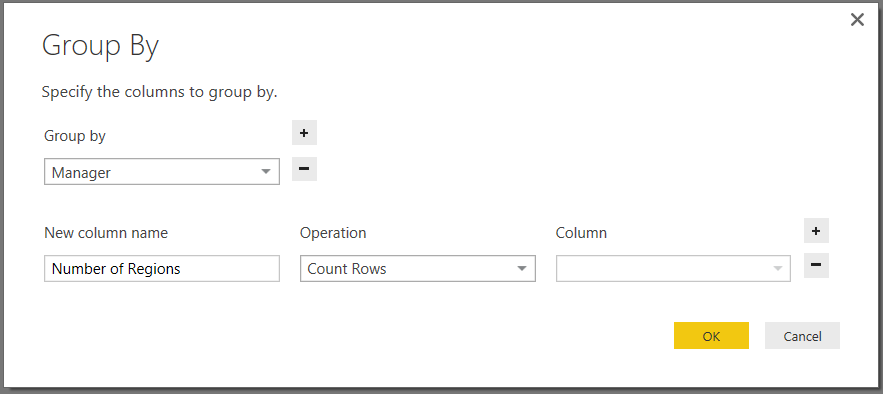 Group By
Specify the columns to group by.
Group by
Manager
New column name Operation Column
Number of Regions Count Rows
OK Cancel